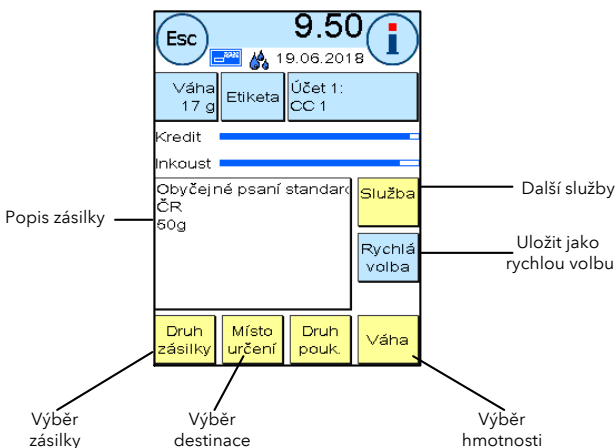 Esc
9.50
i
19.06.2018
Váha
17 g
Etiketa
Účet 1:
CC 1
Kredit
Inkoust
Obyčejné psaní standard
ČR
50g
Služba
Rychlá
volba
Druh
zásilky
Místo
určení
Druh
pouk.
Váha
Popis zásilky
Další služby
Uložit jako
rychlou volbu
Výběr
zásilky
Výběr
destinace
Výběr
hmotnosti